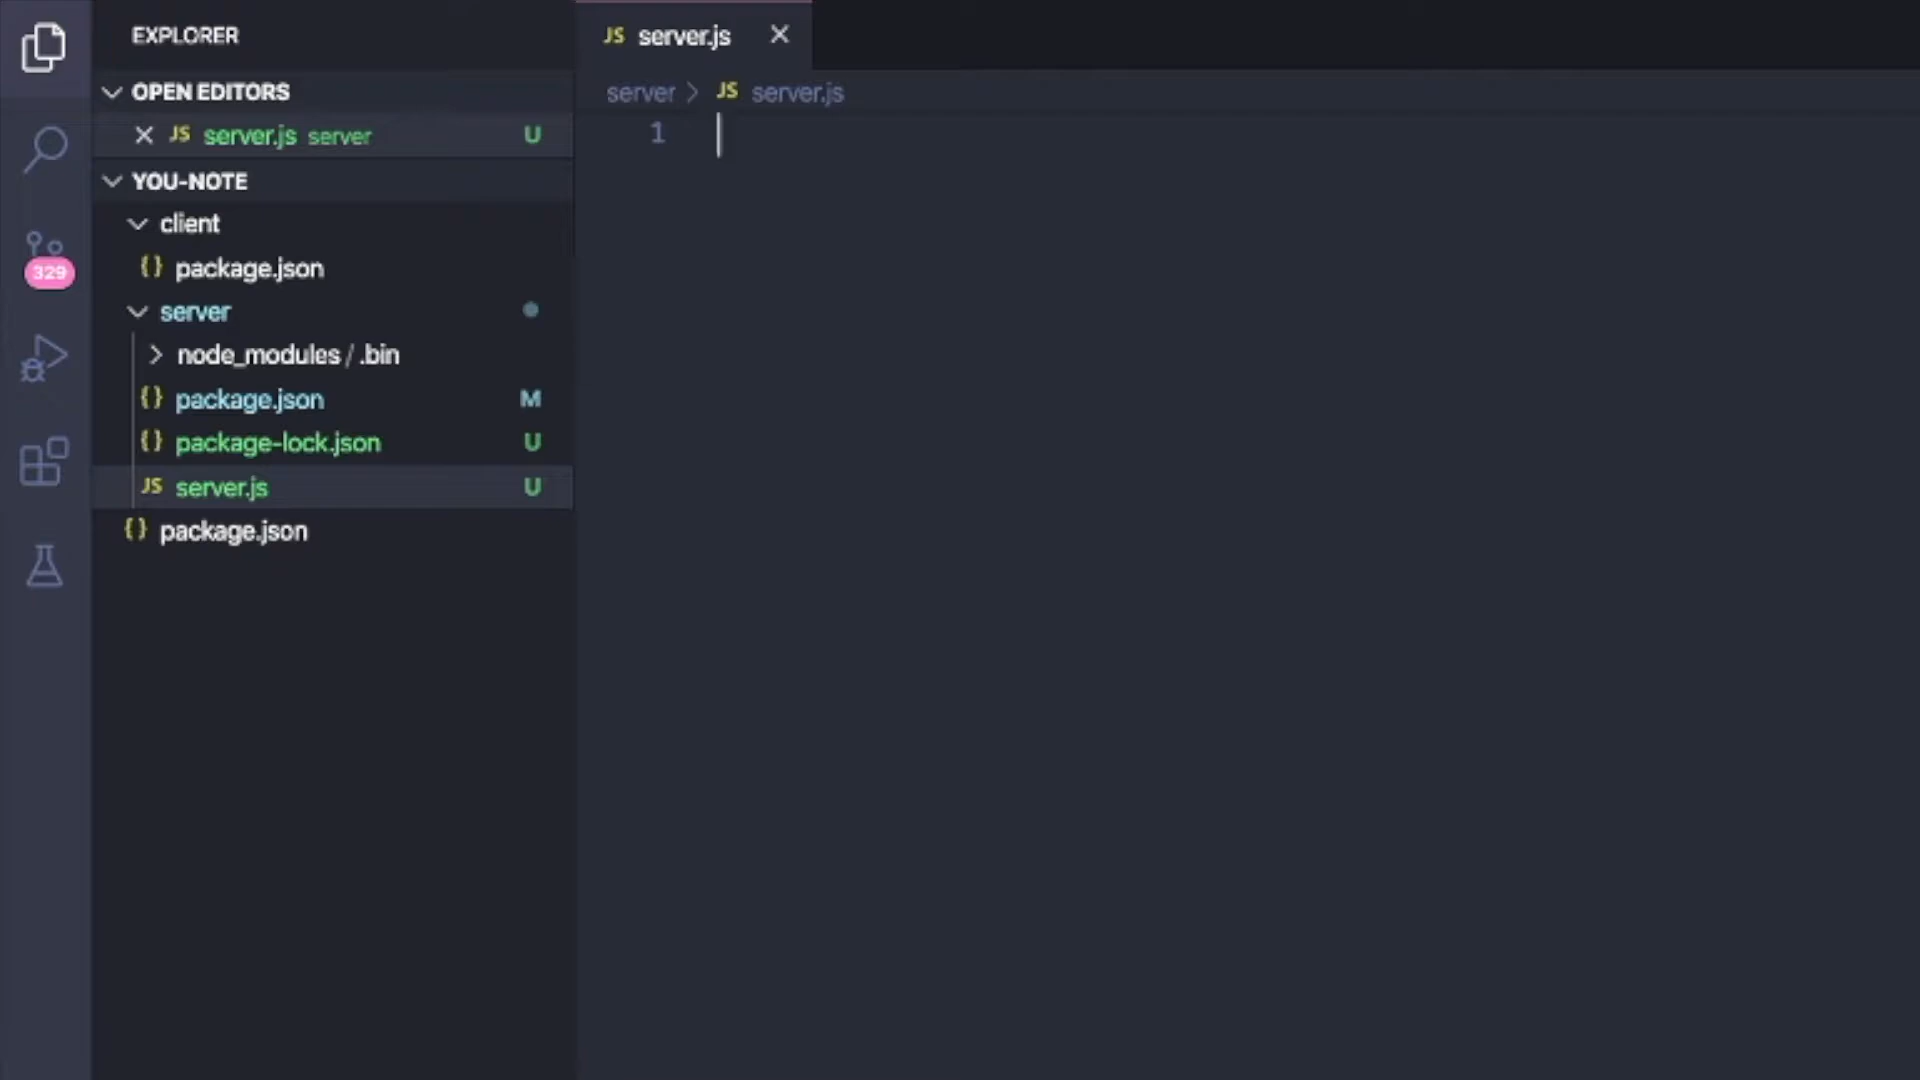 EXPLORER
OPEN EDITORS
JS server.js server U
YOU-NOTE
client
{} package.json
server
node_modules / .bin
{} package.json M
{} package-lock.json U
JS server.js U
{} package.json
329
JS server.js
server > JS server.js
1